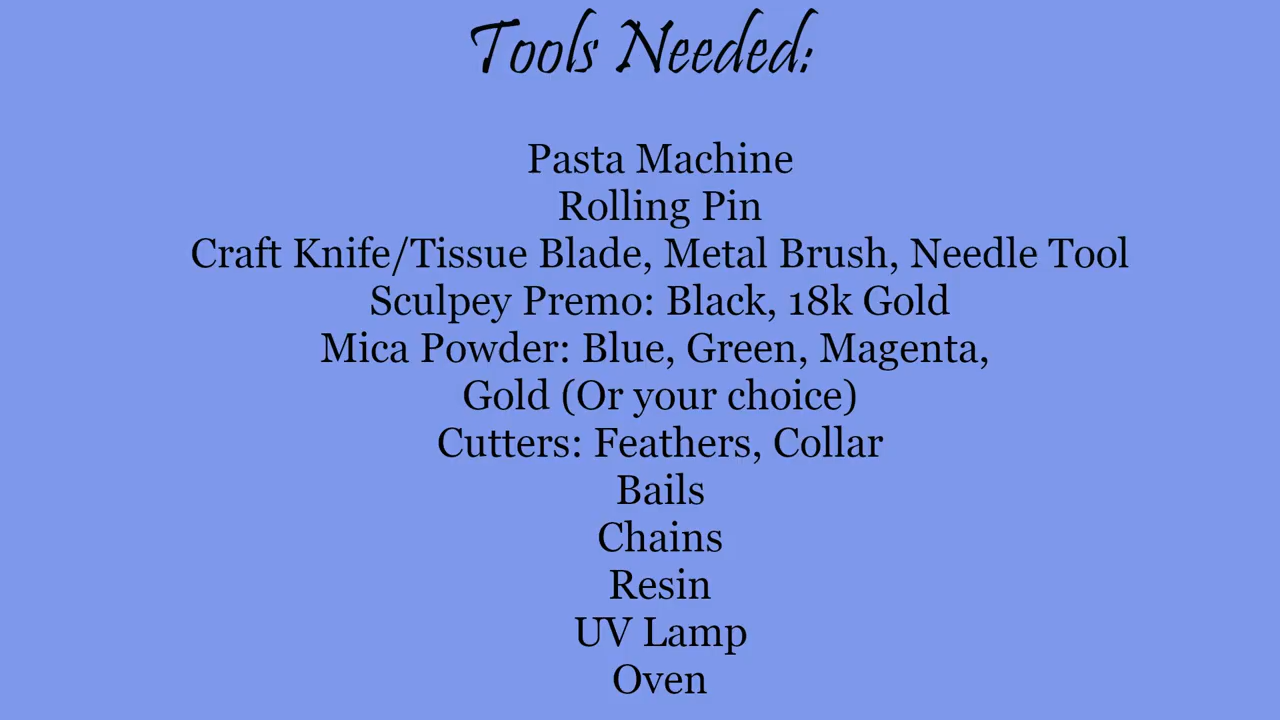 Tools Needed:
Pasta Machine
Rolling Pin
Craft Knife/Tissue Blade, Metal Brush, Needle Tool
Sculpey Premo: Black, 18k Gold
Mica Powder: Blue, Green, Magenta,
Gold (Or your choice)
Cutters: Feathers, Collar
Bails
Chains
Resin
UV Lamp
Oven